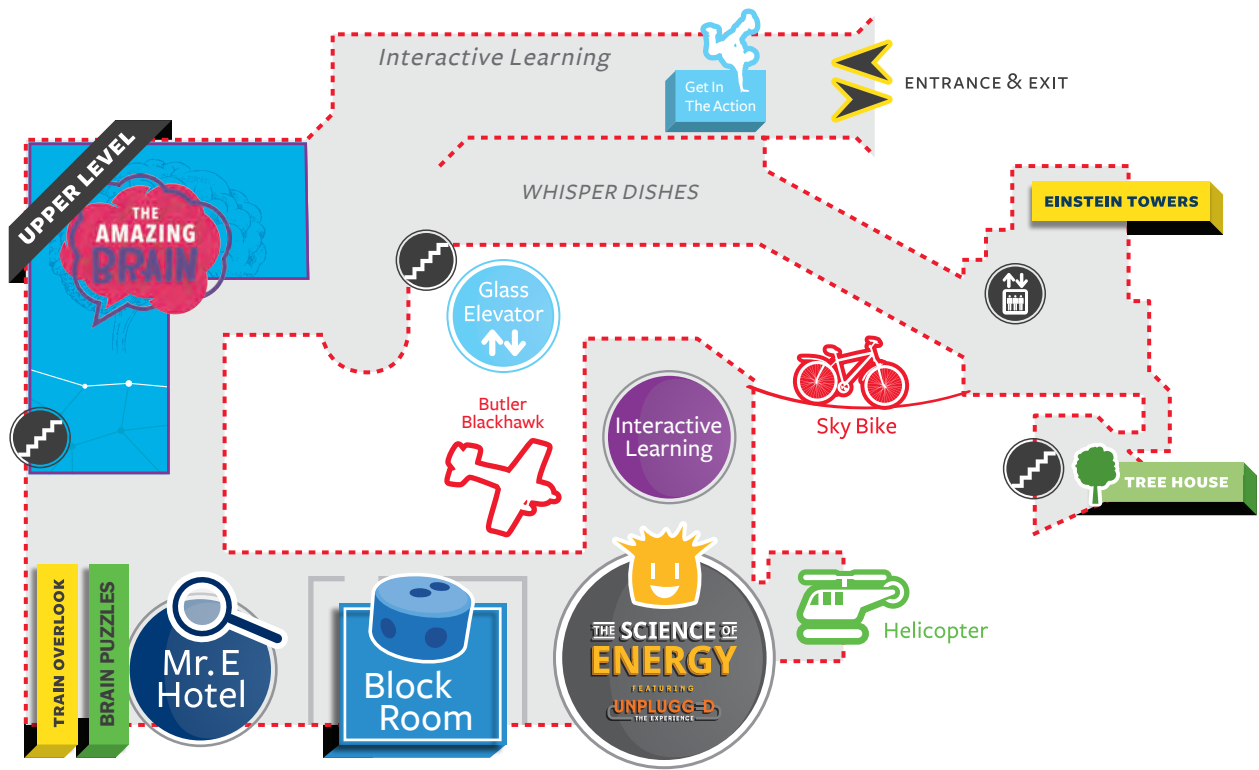 Interactive Learning
Get In
The Action
ENTRANCE & EXIT
UPPER LEVEL
THE
AMAZING
BRAIN
WHISPER DISHES
EINSTEIN TOWERS
Glass
Elevator
Butler
Blackhawk
Interactive
Learning
Sky Bike
TREE HOUSE
TRAIN OVERLOOK
BRAIN PUZZLES
Mr. E
Hotel
Block
Room
THE SCIENCE OF
ENERGY
FEATURING
UNPLUGG-D
THE EXPERIENCE
Helicopter